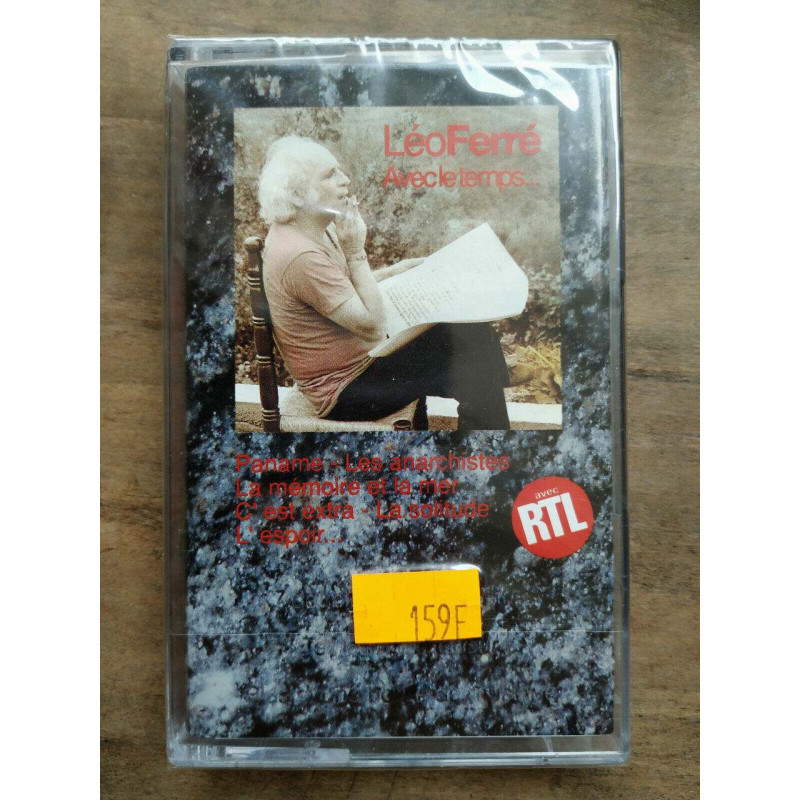 LéoFerré
Avec le temps...
Paname - Les anarchistes
La mémoire et la mer
C' est extra - La solitude
L' espoir...
avec
RTL
159F